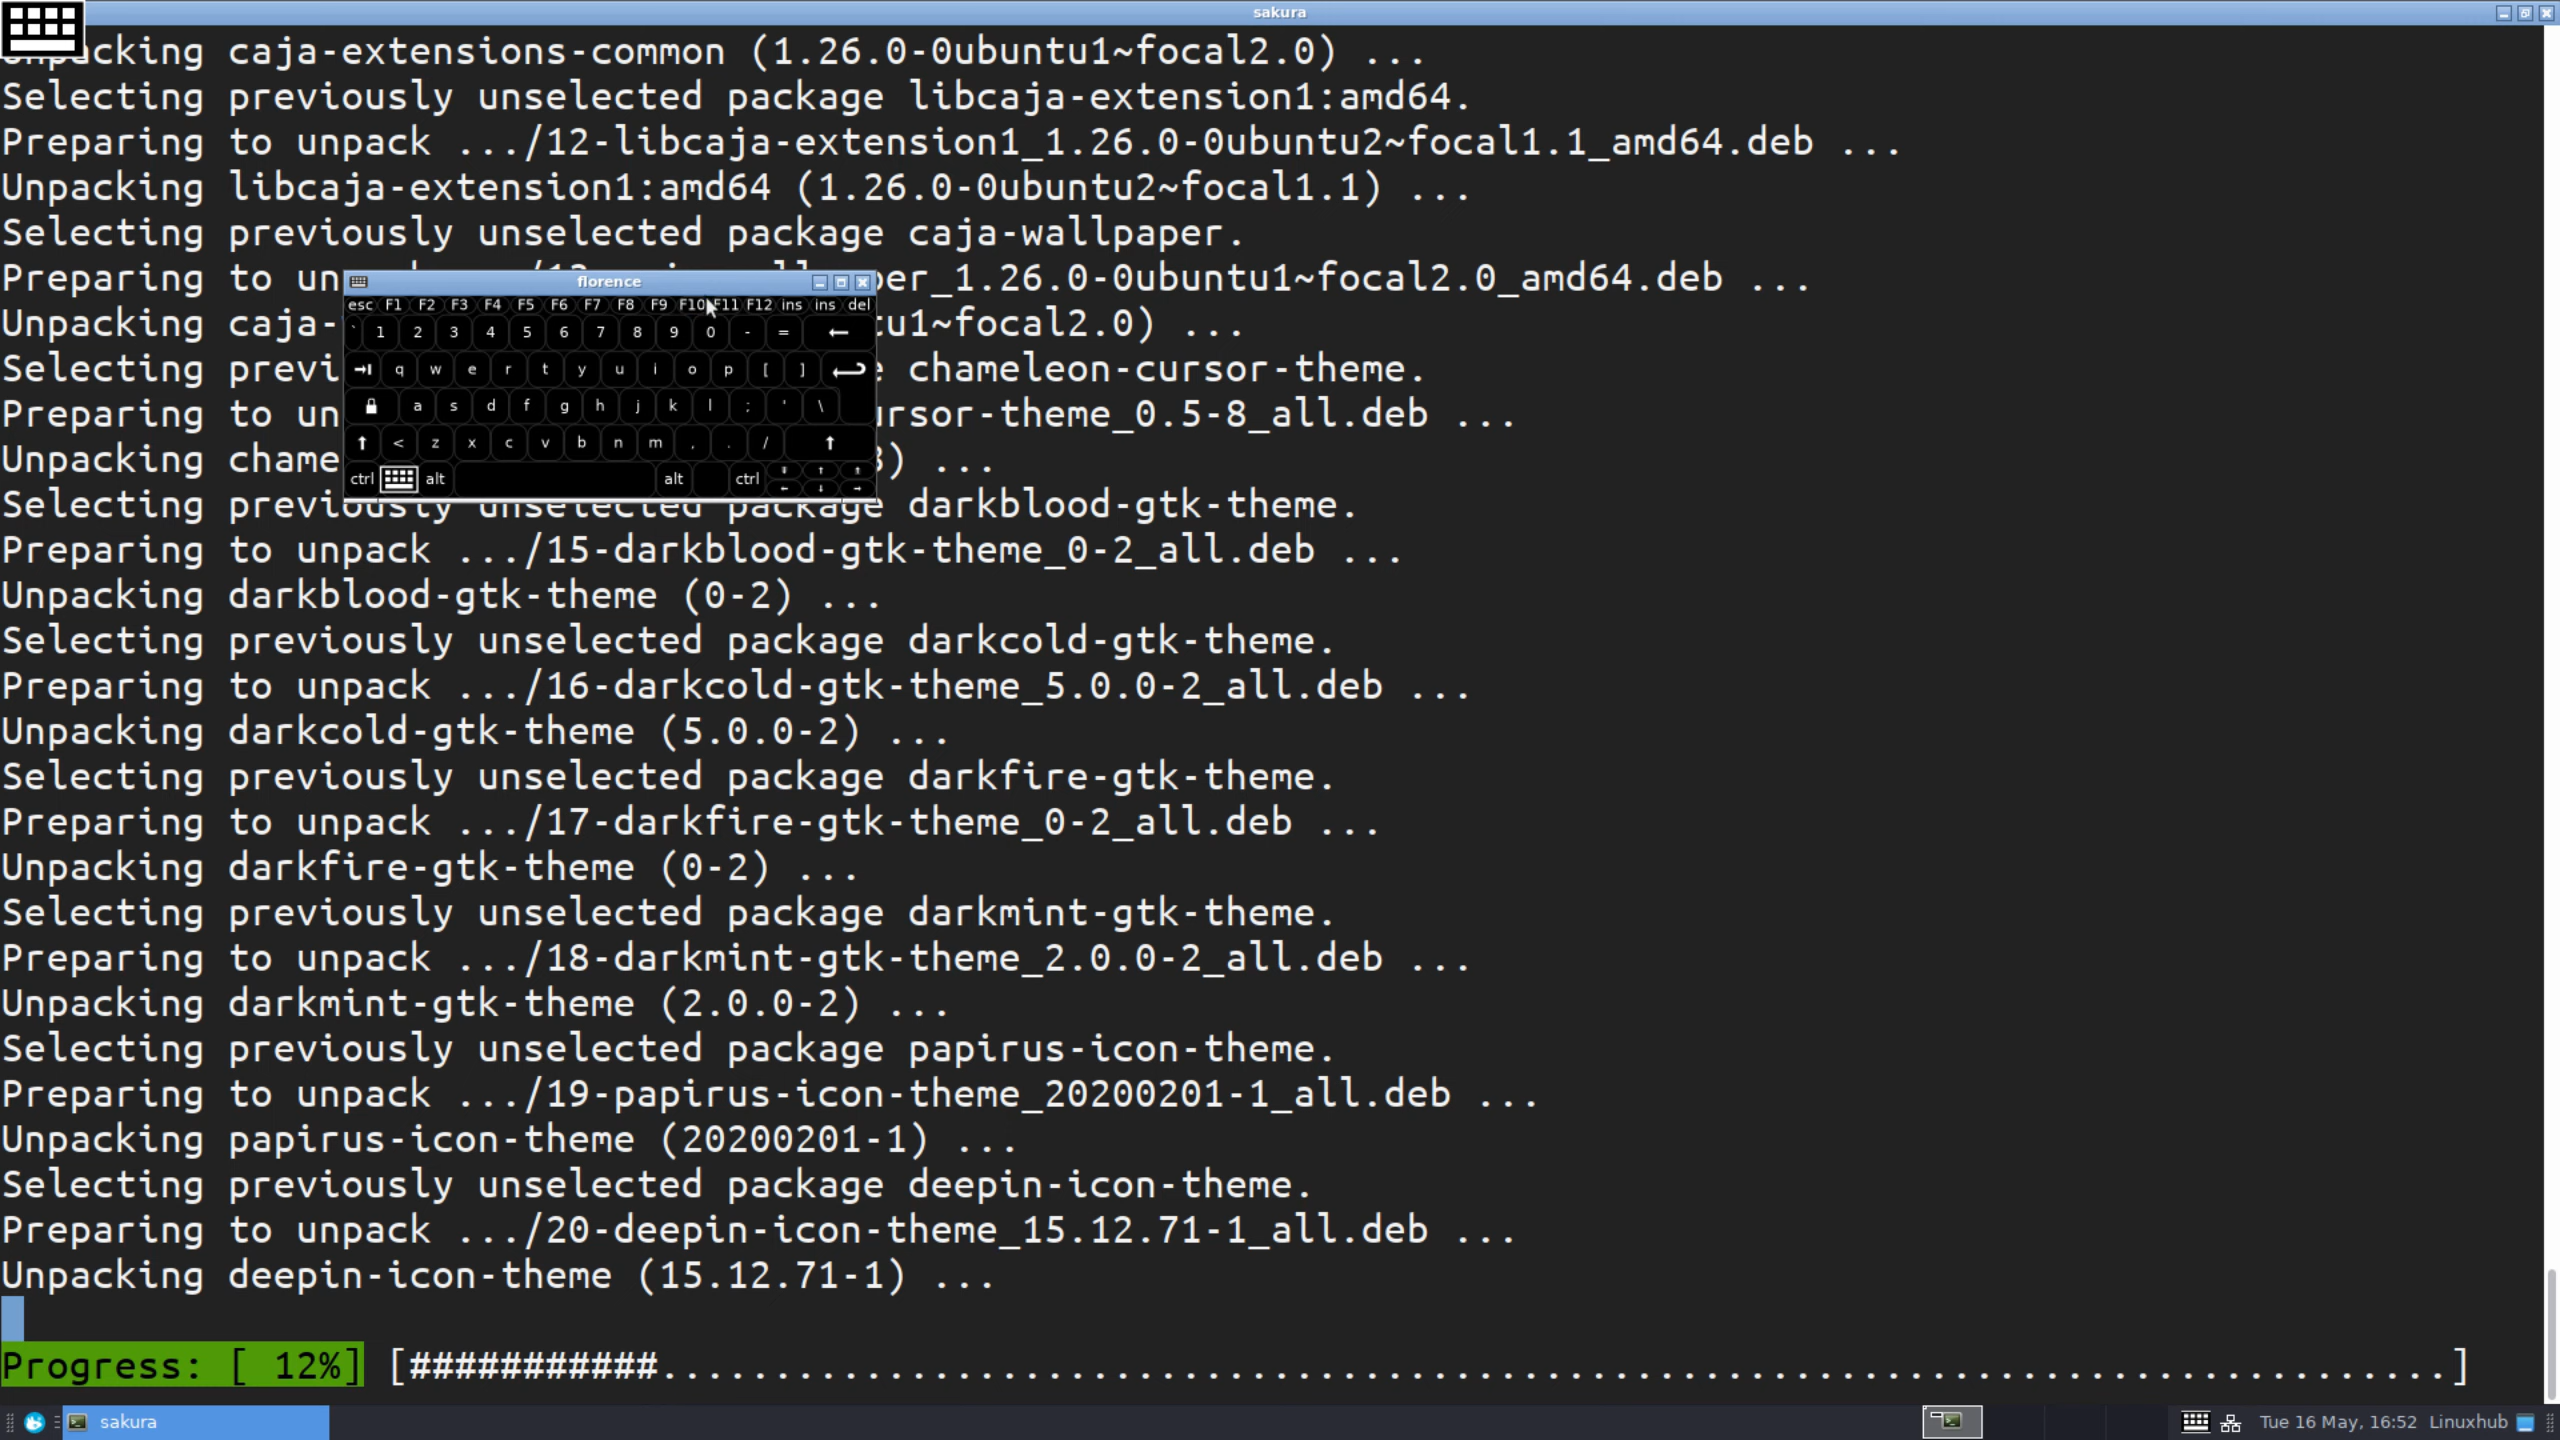 sakura
Unpacking caja-extensions-common (1.26.0-0ubuntu1~focal2.0) ...
Selecting previously unselected package libcaja-extension1:amd64.
Preparing to unpack .../12-libcaja-extension1_1.26.0-0ubuntu2~focal1.1_amd64.deb ...
Unpacking libcaja-extension1:amd64 (1.26.0-0ubuntu2~focal1.1) ...
Selecting previously unselected package caja-wallpaper.
Preparing to un er_1.26.0-0ubuntu1~focal2.0_amd64.deb ...
Unpacking caja- tu1~focal2.0) ...
Selecting previ e chameleon-cursor-theme.
Preparing to un ursor-theme_0.5-8_all.deb ...
Unpacking chame ) ...
florence
esc F1 F2 F3 F4 F5 F6 F7 F8 F9 F10 F11 F12 ins ins del
` 1 2 3 4 5 6 7 8 9 0 - = ←
q w e r t y u i o p [ ]
a s d f g h j k l ; ' \
↑ < z x c v b n m , . / ↑
ctrl alt alt ctrl
Selecting previously unselected package darkblood-gtk-theme.
Preparing to unpack .../15-darkblood-gtk-theme_0-2_all.deb ...
Unpacking darkblood-gtk-theme (0-2) ...
Selecting previously unselected package darkcold-gtk-theme.
Preparing to unpack .../16-darkcold-gtk-theme_5.0.0-2_all.deb ...
Unpacking darkcold-gtk-theme (5.0.0-2) ...
Selecting previously unselected package darkfire-gtk-theme.
Preparing to unpack .../17-darkfire-gtk-theme_0-2_all.deb ...
Unpacking darkfire-gtk-theme (0-2) ...
Selecting previously unselected package darkmint-gtk-theme.
Preparing to unpack .../18-darkmint-gtk-theme_2.0.0-2_all.deb ...
Unpacking darkmint-gtk-theme (2.0.0-2) ...
Selecting previously unselected package papirus-icon-theme.
Preparing to unpack .../19-papirus-icon-theme_20200201-1_all.deb ...
Unpacking papirus-icon-theme (20200201-1) ...
Selecting previously unselected package deepin-icon-theme.
Preparing to unpack .../20-deepin-icon-theme_15.12.71-1_all.deb ...
Unpacking deepin-icon-theme (15.12.71-1) ...
Progress: [ 12%] [###########...............................................................................]
sakura Tue 16 May, 16:52 Linuxhub